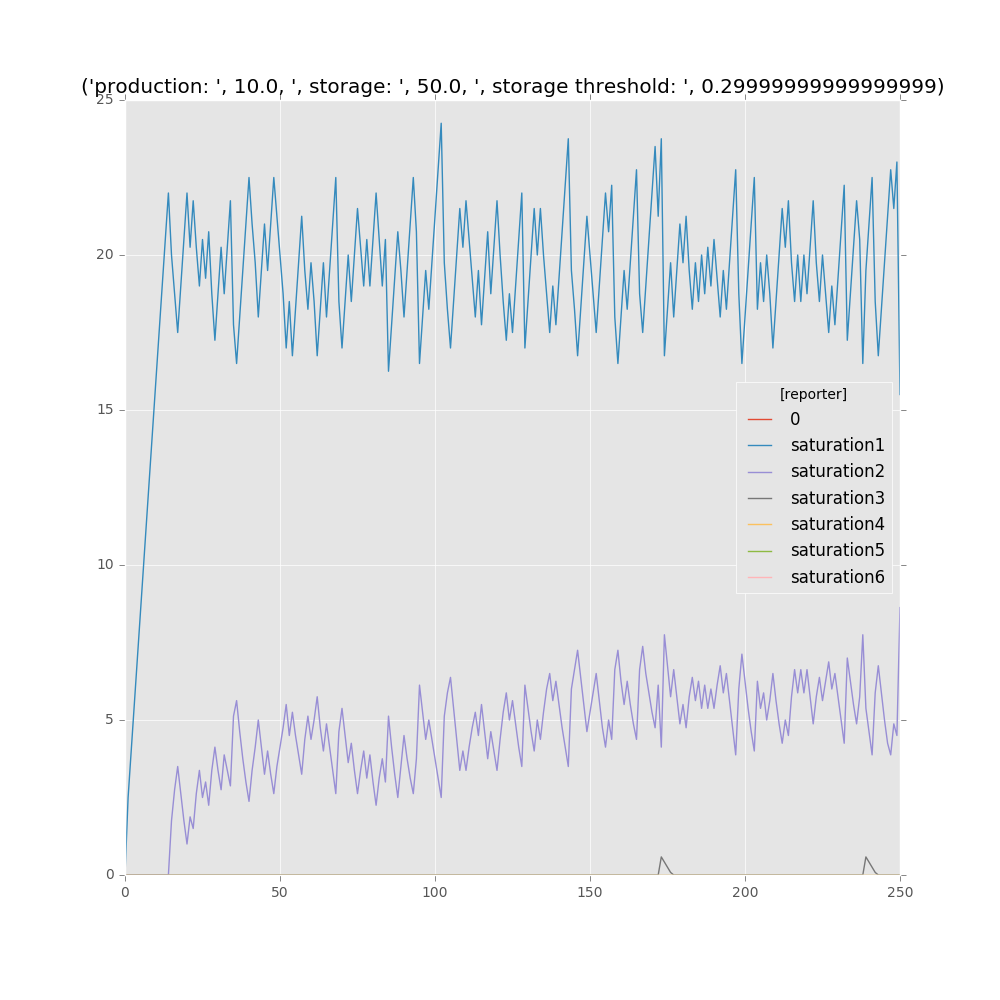 ('production: ', 10.0, ', storage: ', 50.0, ', storage threshold: ', 0.29999999999999999)
25
20
15
10
5
0
0 50 100 150 200 250
[reporter]
0
saturation1
saturation2
saturation3
saturation4
saturation5
saturation6